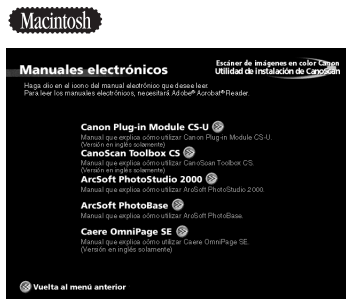 Macintosh
Escáner de imágenes en color Canon
Utilidad de instalación de CanoScan
Manuales electrónicos
Haga clic en el icono del manual electrónico que desee leer.
Para leer los manuales electrónicos, necesitará Adobe® Acrobat® Reader.
Canon Plug-in Module CS-U
Manual que explica cómo utilizar Canon Plug-in Module CS-U.
(Versión en inglés solamente)
CanoScan Toolbox CS
Manual que explica cómo utilizar CanoScan Toolbox CS.
(Versión en inglés solamente)
ArcSoft PhotoStudio 2000
Manual que explica cómo utilizar ArcSoft PhotoStudio 2000.
ArcSoft PhotoBase
Manual que explica cómo utilizar ArcSoft PhotoBase.
Caere OmniPage SE
Manual que explica cómo utilizar Caere OmniPage SE.
(Versión en inglés solamente)
Vuelta al menú anterior